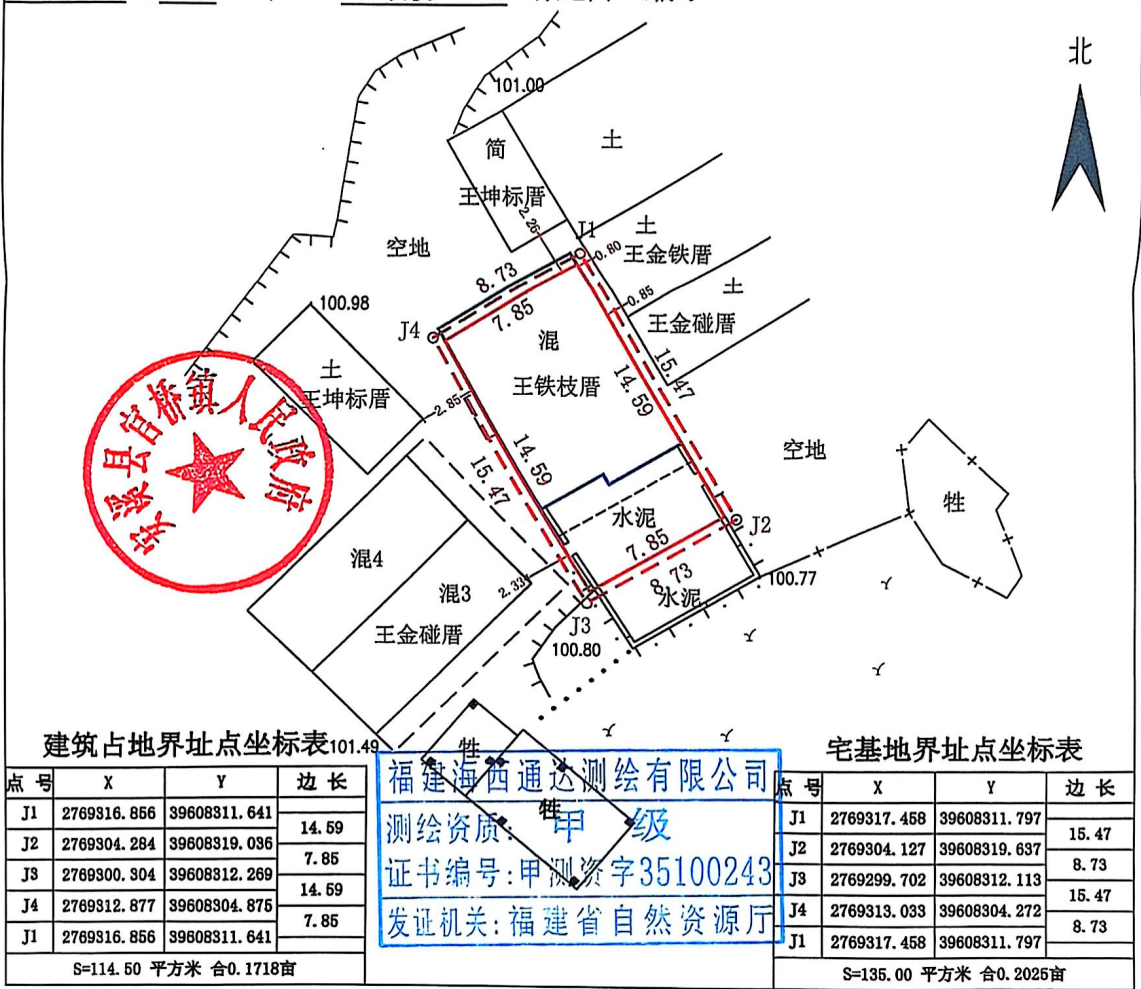 北
101.00
简
土
王坤标厝
2.26
J1
土
0.80
王金铁厝
空地
8.73
7.85
0.85
土
王金碰厝
100.98
J4
混
15.47
土
王坤标厝
王铁枝厝
14.59
2.85
安溪县官桥镇人民政府
14.59
15.47
空地
牲
水泥
J2
7.85
混4
混3
2.33
8.73
水泥
100.77
王金碰厝
J3
100.80
建筑占地界址点坐标表
101.49
牲
牲
宅基地界址点坐标表
点号 X Y 边长
J1 2769316.856 39608311.641
14.59
J2 2769304.284 39608319.036
7.85
J3 2769300.304 39608312.269
14.59
J4 2769312.877 39608304.875
7.85
J1 2769316.856 39608311.641
S=114.50 平方米 合0.1718亩
福建海西通达测绘有限公司
测绘资质: 甲 级
证书编号:甲测资字35100243
发证机关:福建省自然资源厅
点号 X Y 边长
J1 2769317.458 39608311.797
15.47
J2 2769304.127 39608319.637
8.73
J3 2769299.702 39608312.113
15.47
J4 2769313.033 39608304.272
8.73
J1 2769317.458 39608311.797
S=135.00 平方米 合0.2025亩